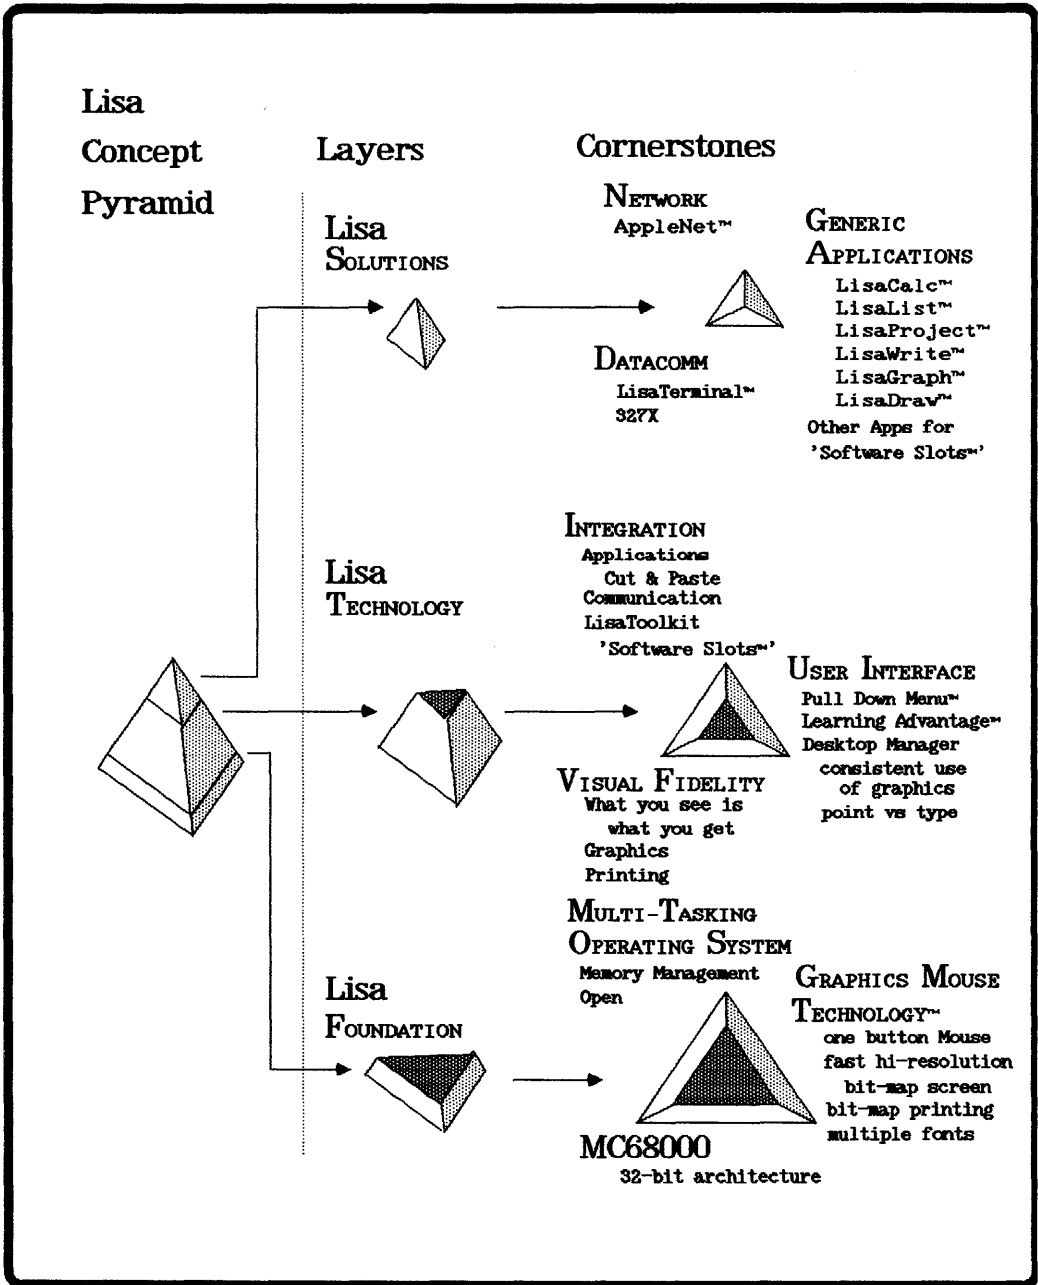 Lisa
Concept
Pyramid
Layers
Cornerstones
Lisa
SOLUTIONS
NETWORK
AppleNet™
GENERIC
APPLICATIONS
LisaCalc™
LisaList™
LisaProject™
LisaWrite™
LisaGraph™
LisaDraw™
Other Apps for
'Software Slots™'
DATACOMM
LisaTerminal™
327X
Lisa
TECHNOLOGY
INTEGRATION
Applications
Cut & Paste
Communication
LisaToolkit
'Software Slots™'
USER INTERFACE
Pull Down Menu™
Learning Advantage™
Desktop Manager
consistent use
of graphics
point vs type
VISUAL FIDELITY
What you see is
what you get
Graphics
Printing
Lisa
FOUNDATION
MULTI-TASKING
OPERATING SYSTEM
Memory Management
Open
GRAPHICS MOUSE
TECHNOLOGY™
one button Mouse
fast hi-resolution
bit-map screen
bit-map printing
multiple fonts
MC68000
32-bit architecture